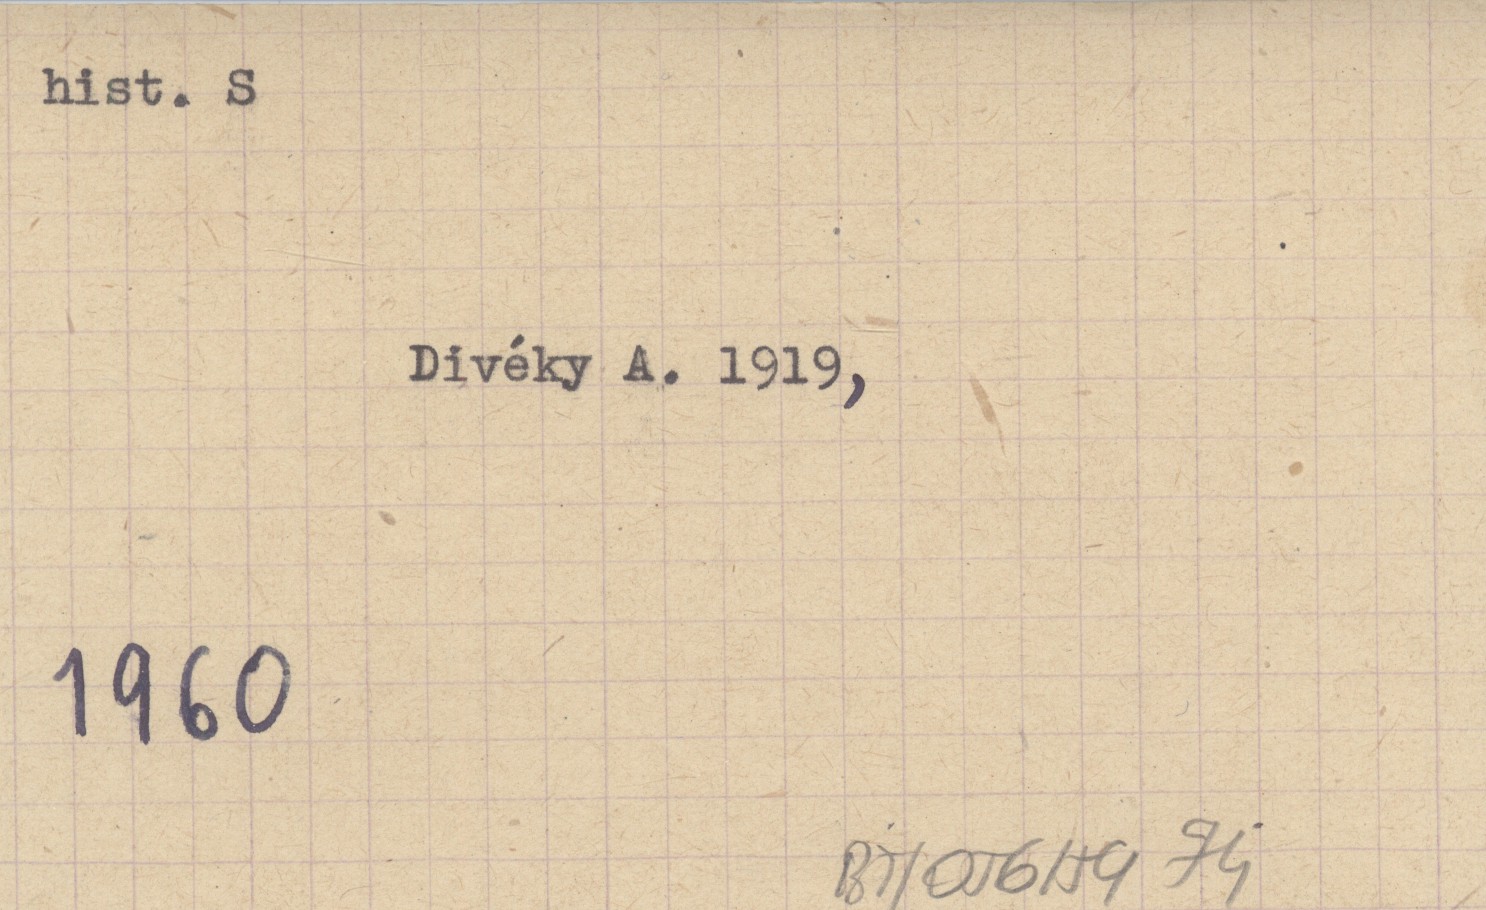 hist. S
Divéky A. 1919,
1960